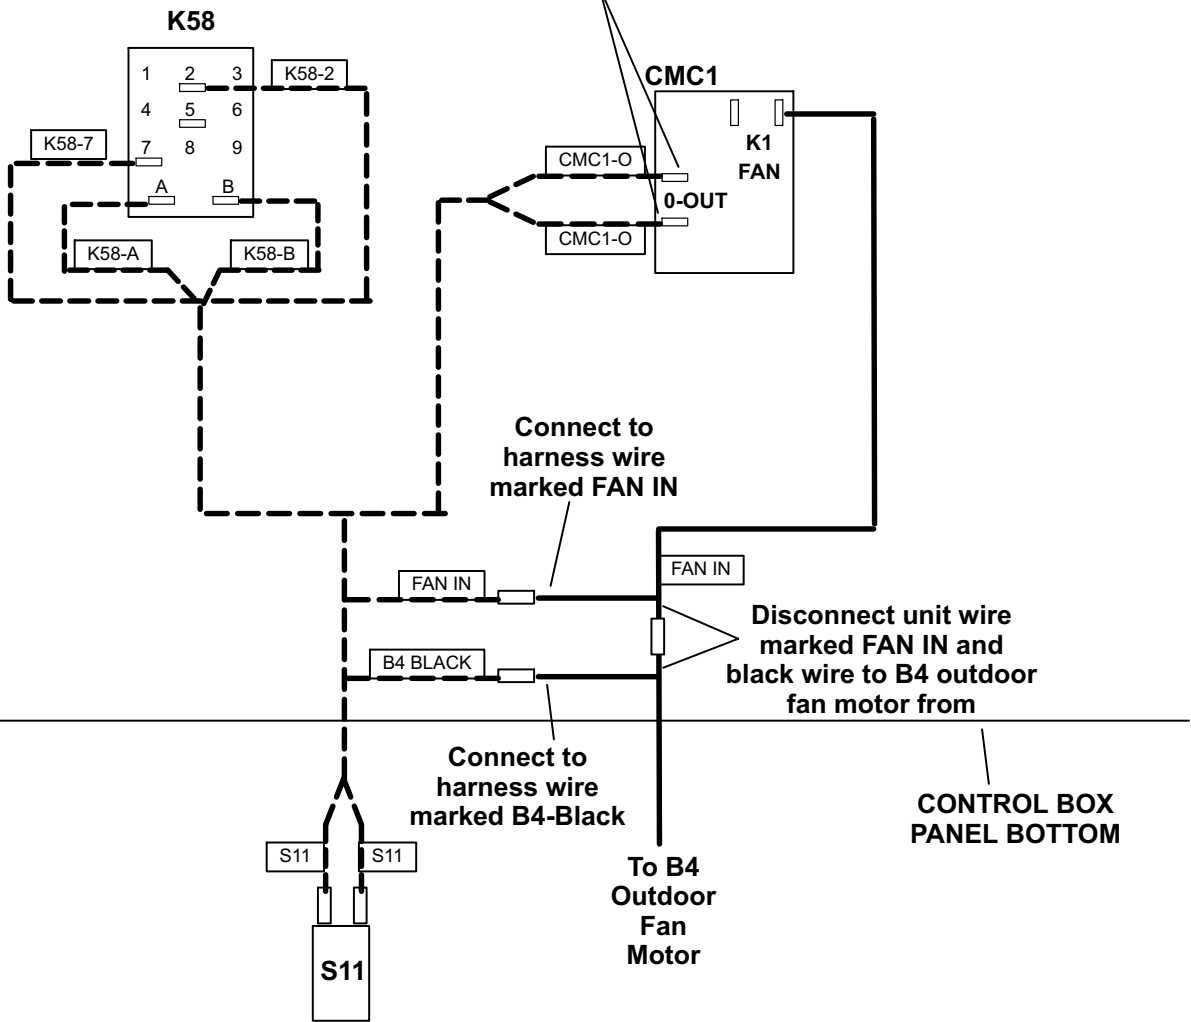 K58
1 2 3
K58-2
4 5 6
K58-7
7 8 9
A B
K58-A
K58-B
CMC1
K1
FAN
CMC1-O
0-OUT
CMC1-O
Connect to
harness wire
marked FAN IN
FAN IN
FAN IN
Disconnect unit wire
marked FAN IN and
black wire to B4 outdoor
fan motor from
B4 BLACK
Connect to
harness wire
marked B4-Black
CONTROL BOX
PANEL BOTTOM
S11
S11
To B4
Outdoor
Fan
Motor
S11